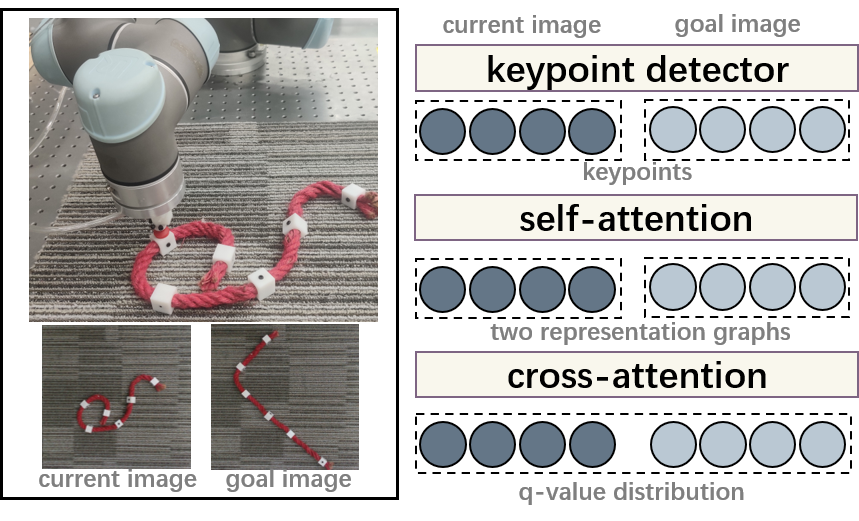 current image
goal image
current image
goal image
keypoint detector
keypoints
self-attention
two representation graphs
cross-attention
q-value distribution